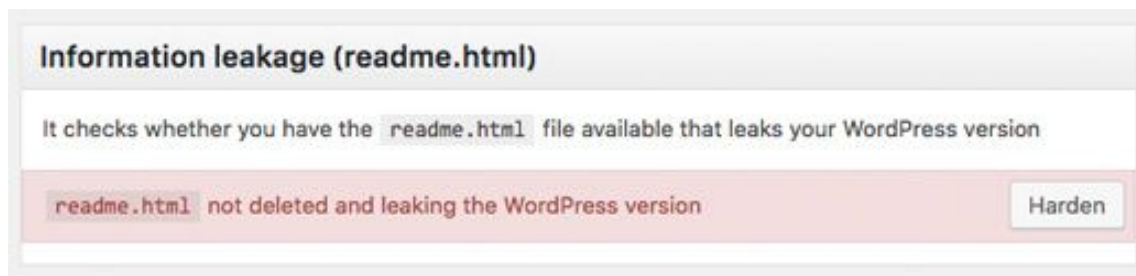 Information leakage (readme.html)
It checks whether you have the readme.html file available that leaks your WordPress version
readme.html not deleted and leaking the WordPress version
Harden